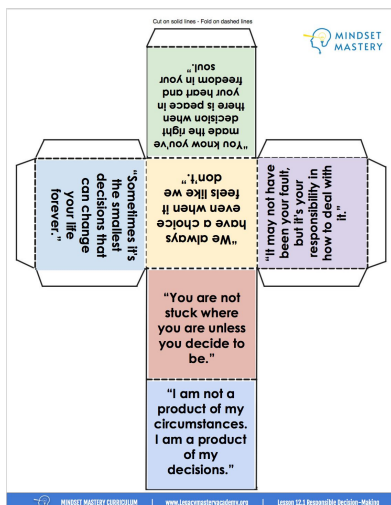 Cut on solid lines - Fold on dashed lines
MINDSET
MASTERY
"You know you've
made the right
decision when
there is peace in
your heart and
freedom in your
soul."
"Sometimes it's
the smallest
decisions that
can change
your life
forever."
"We always
have a choice
even when it
feels like we
don't."
"It may not have
been your fault,
but it's your
responsibility in
how to deal with
it."
"You are not
stuck where
you are unless
you decide to
be."
"I am not a
product of my
circumstances.
I am a product
of my
decisions."
MINDSET MASTERY CURRICULUM | www.legacymasteryacademy.org | Lesson 12.1 Responsible Decision-Making